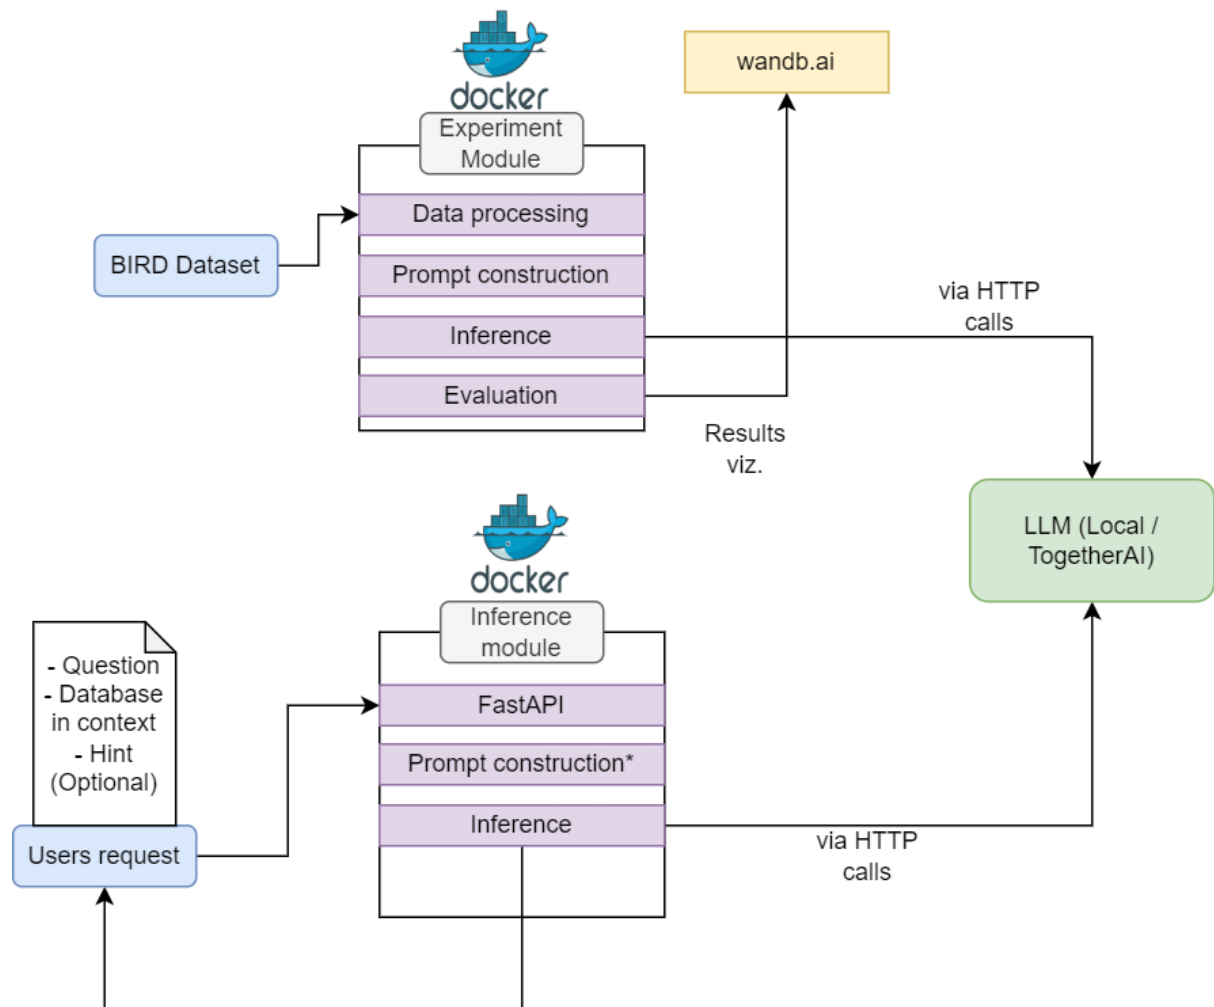 docker
wandb.ai
Experiment
Module
Data processing
BIRD Dataset
Prompt construction
via HTTP
calls
Inference
Evaluation
Results
viz.
LLM (Local /
TogetherAI)
docker
Inference
module
- Question
- Database
in context
- Hint
(Optional)
Users request
FastAPI
Prompt construction*
Inference
via HTTP
calls